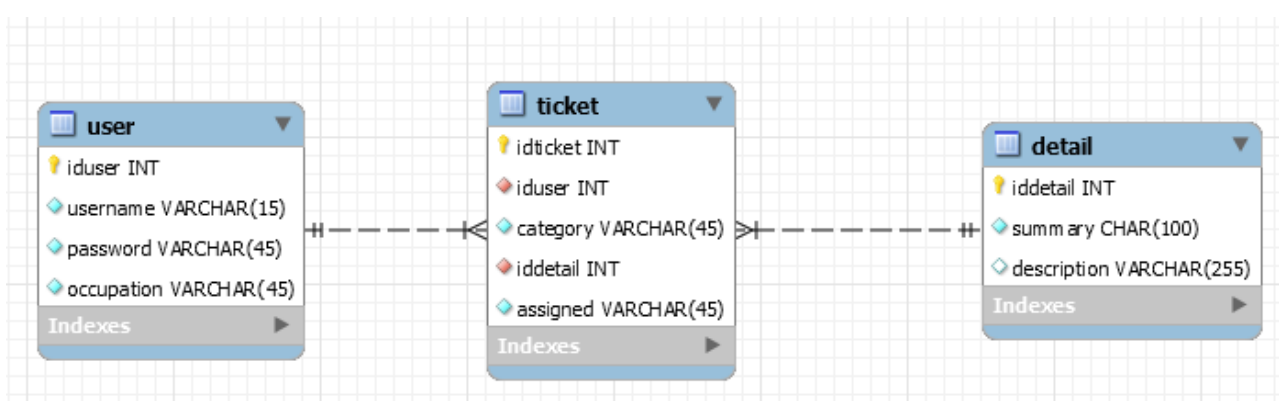 user
iduser INT
username VARCHAR(15)
password VARCHAR(45)
occupation VARCHAR(45)
Indexes
ticket
idticket INT
iduser INT
category VARCHAR(45)
iddetail INT
assigned VARCHAR(45)
Indexes
detail
iddetail INT
summary CHAR(100)
description VARCHAR(255)
Indexes